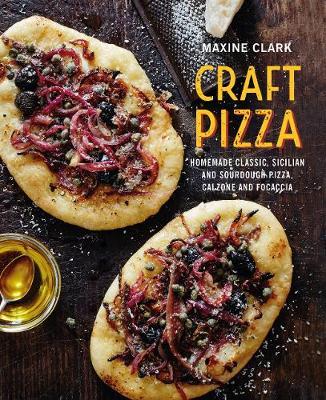 MAXINE CLARK
CRAFT
PIZZA
HOMEMADE CLASSIC, SICILIAN
AND SOURDOUGH PIZZA,
CALZONE AND FOCACCIA